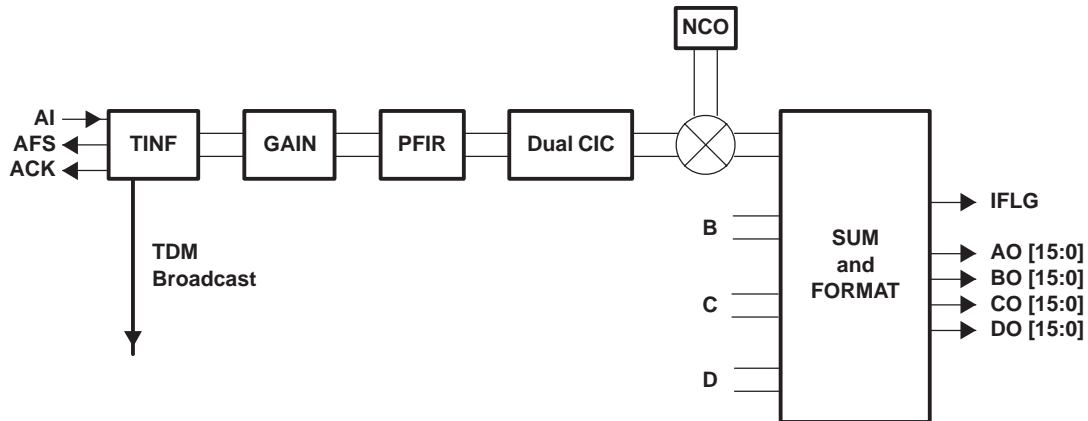 NCO
AI
AFS
ACK
TINF
GAIN
PFIR
Dual CIC
TDM
Broadcast
B
C
D
SUM
and
FORMAT
IFLG
AO [15:0]
BO [15:0]
CO [15:0]
DO [15:0]